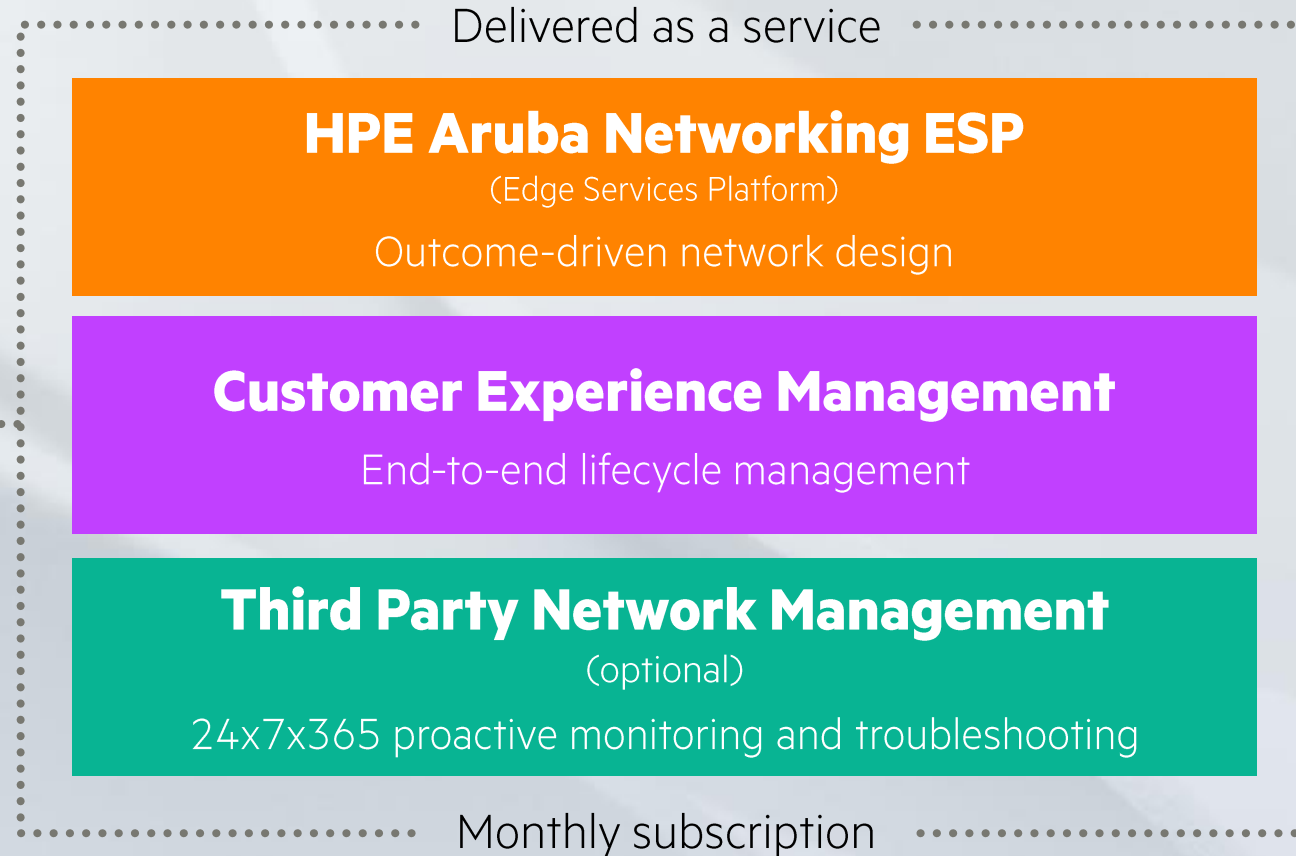 Delivered as a service
HPE Aruba Networking ESP
(Edge Services Platform)
Outcome-driven network design
Customer Experience Management
End-to-end lifecycle management
Third Party Network Management
(optional)
24x7x365 proactive monitoring and troubleshooting
Monthly subscription